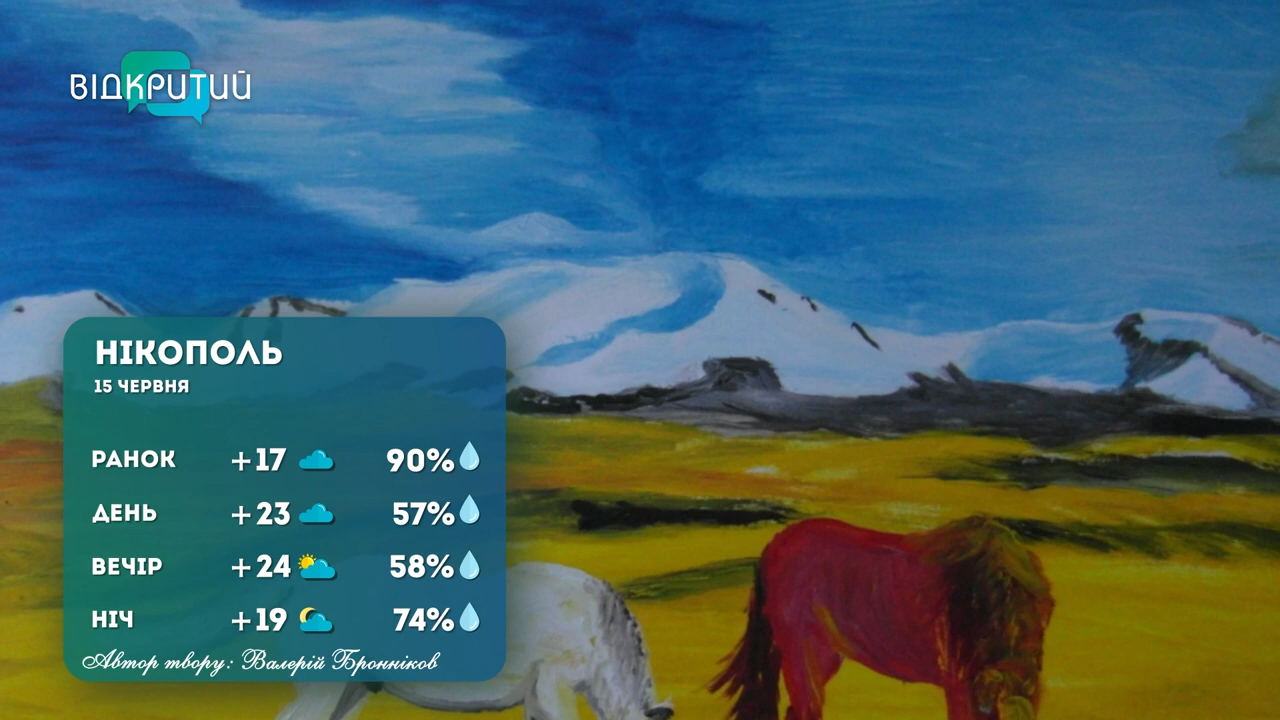 ВІДКРИТИЙ
НІКОПОЛЬ
15 ЧЕРВНЯ
РАНОК +17 90%
ДЕНЬ +23 57%
ВЕЧІР +24 58%
НІЧ +19 74%
Автор твору: Валерій Бронніков